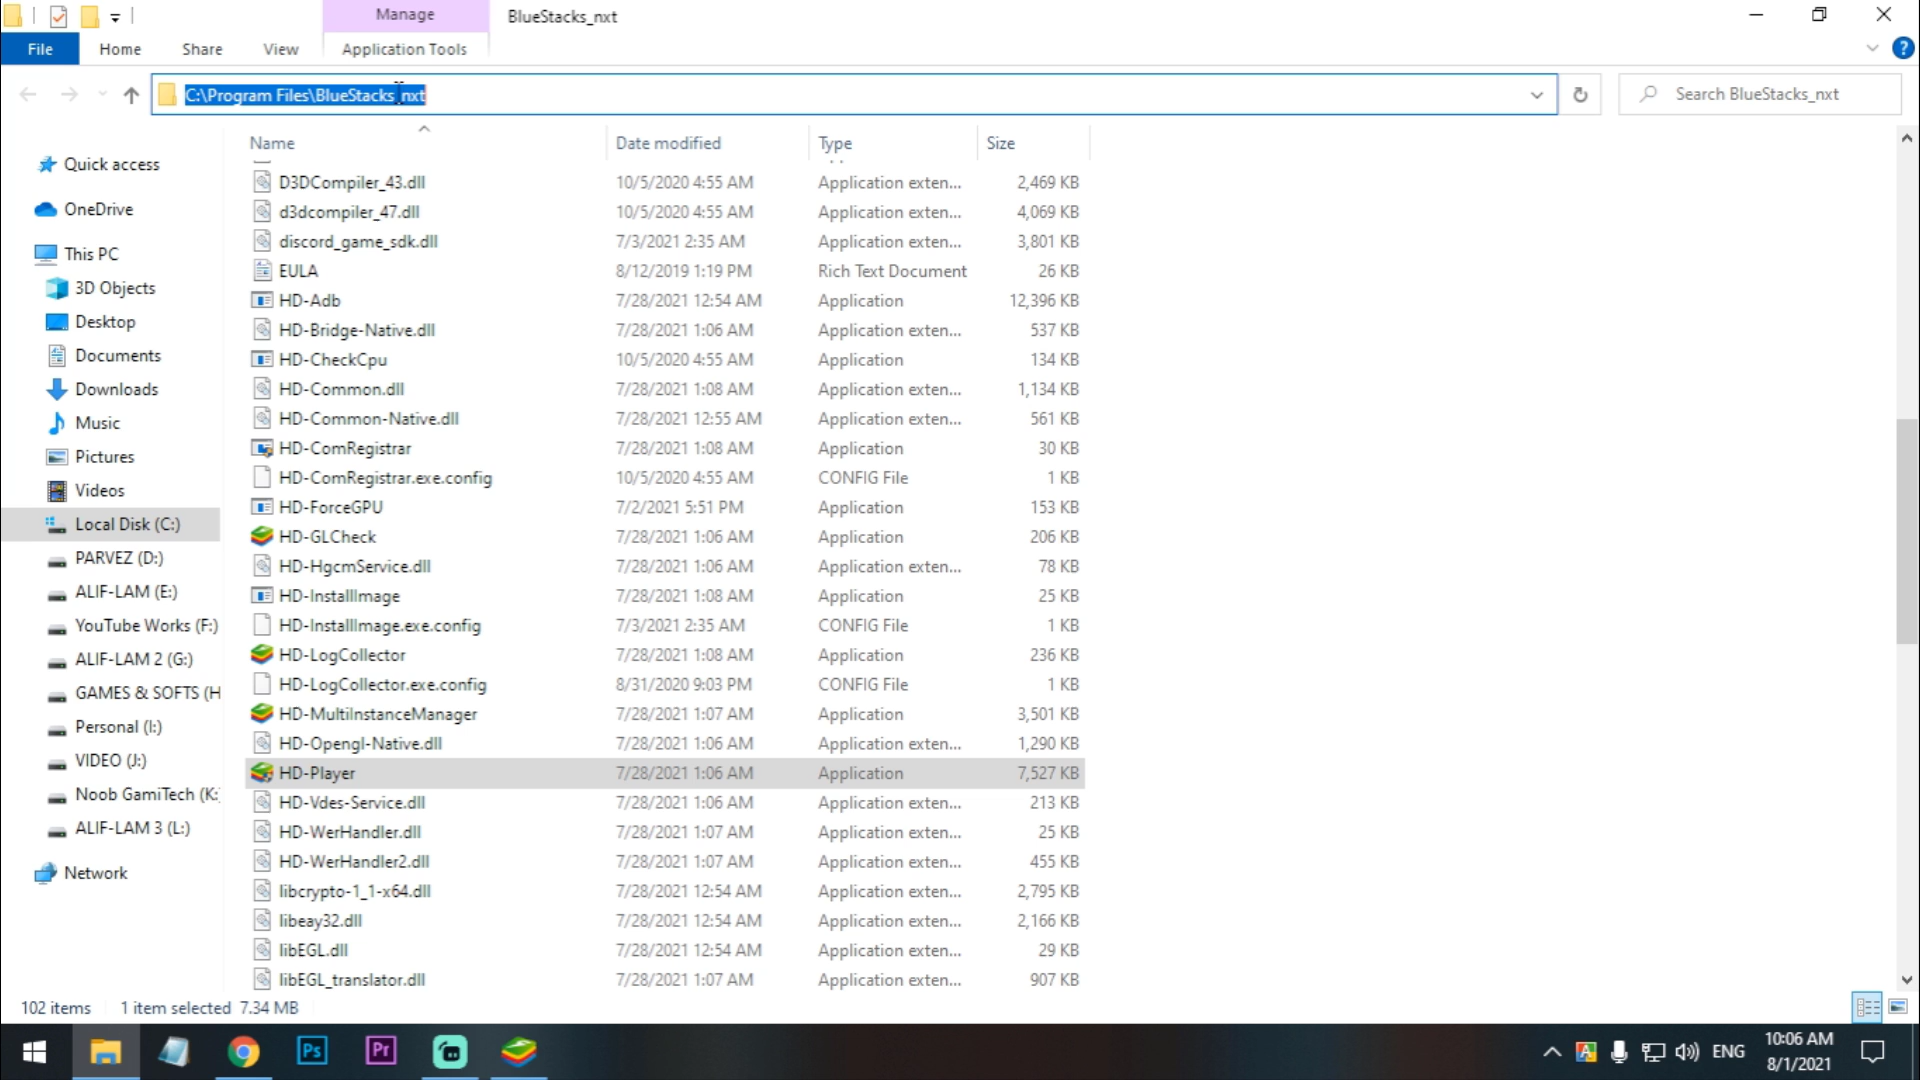 Manage
BlueStacks_nxt
File
Home
Share
View
Application Tools
C:\Program Files\BlueStacks_nxt
Search BlueStacks_nxt
Name
Date modified
Type
Size
Quick access
OneDrive
This PC
3D Objects
Desktop
Documents
Downloads
Music
Pictures
Videos
Local Disk (C:)
PARVEZ (D:)
ALIF-LAM (E:)
YouTube Works (F:)
ALIF-LAM 2 (G:)
GAMES & SOFTS (H
Personal (I:)
VIDEO (J:)
Noob GamiTech (K:
ALIF-LAM 3 (L:)
Network
D3DCompiler_43.dll 10/5/2020 4:55 AM Application exten... 2,469 KB
d3dcompiler_47.dll 10/5/2020 4:55 AM Application exten... 4,069 KB
discord_game_sdk.dll 7/3/2021 2:35 AM Application exten... 3,801 KB
EULA 8/12/2019 1:19 PM Rich Text Document 26 KB
HD-Adb 7/28/2021 12:54 AM Application 12,396 KB
HD-Bridge-Native.dll 7/28/2021 1:06 AM Application exten... 537 KB
HD-CheckCpu 10/5/2020 4:55 AM Application 134 KB
HD-Common.dll 7/28/2021 1:08 AM Application exten... 1,134 KB
HD-Common-Native.dll 7/28/2021 12:55 AM Application exten... 561 KB
HD-ComRegistrar 7/28/2021 1:08 AM Application 30 KB
HD-ComRegistrar.exe.config 10/5/2020 4:55 AM CONFIG File 1 KB
HD-ForceGPU 7/2/2021 5:51 PM Application 153 KB
HD-GLCheck 7/28/2021 1:06 AM Application 206 KB
HD-HgcmService.dll 7/28/2021 1:06 AM Application exten... 78 KB
HD-InstallImage 7/28/2021 1:08 AM Application 25 KB
HD-InstallImage.exe.config 7/3/2021 2:35 AM CONFIG File 1 KB
HD-LogCollector 7/28/2021 1:08 AM Application 236 KB
HD-LogCollector.exe.config 8/31/2020 9:03 PM CONFIG File 1 KB
HD-MultiInstanceManager 7/28/2021 1:07 AM Application 3,501 KB
HD-Opengl-Native.dll 7/28/2021 1:06 AM Application exten... 1,290 KB
HD-Player 7/28/2021 1:06 AM Application 7,527 KB
HD-Vdes-Service.dll 7/28/2021 1:06 AM Application exten... 213 KB
HD-WerHandler.dll 7/28/2021 1:07 AM Application exten... 25 KB
HD-WerHandler2.dll 7/28/2021 1:07 AM Application exten... 455 KB
libcrypto-1_1-x64.dll 7/28/2021 12:54 AM Application exten... 2,795 KB
libeay32.dll 7/28/2021 12:54 AM Application exten... 2,166 KB
libEGL.dll 7/28/2021 12:54 AM Application exten... 29 KB
libEGL_translator.dll 7/28/2021 1:07 AM Application exten... 907 KB
102 items
1 item selected 7.34 MB
Ps
Pr
ENG
10:06 AM
8/1/2021